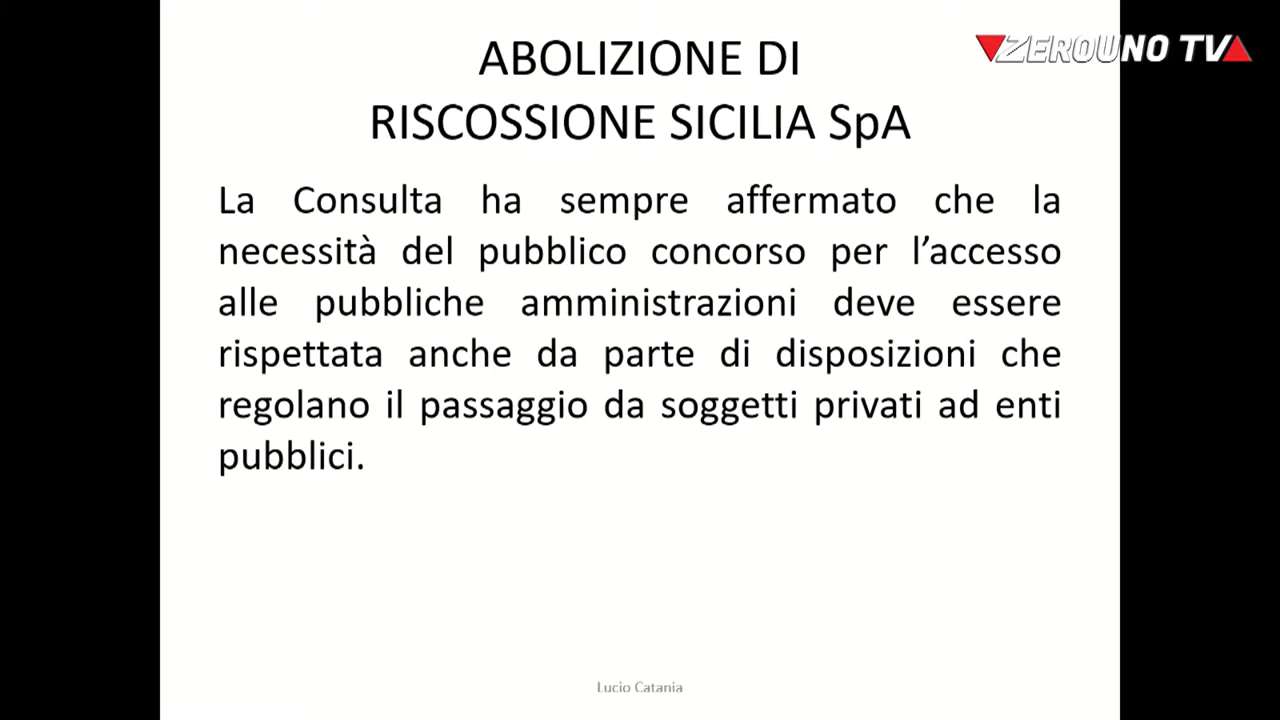 ZEROUNO TV
ABOLIZIONE DI
RISCOSSIONE SICILIA SpA
La Consulta ha sempre affermato che la
necessità del pubblico concorso per l’accesso
alle pubbliche amministrazioni deve essere
rispettata anche da parte di disposizioni che
regolano il passaggio da soggetti privati ad enti
pubblici.
Lucio Catania